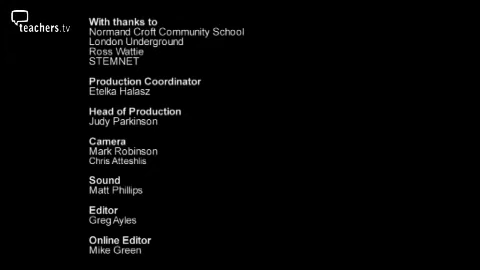 teachers.tv
With thanks to
Normand Croft Community School
London Underground
Ross Wattie
STEMNET
Production Coordinator
Etelka Halasz
Head of Production
Judy Parkinson
Camera
Mark Robinson
Chris Atteshlis
Sound
Matt Phillips
Editor
Greg Ayles
Online Editor
Mike Green